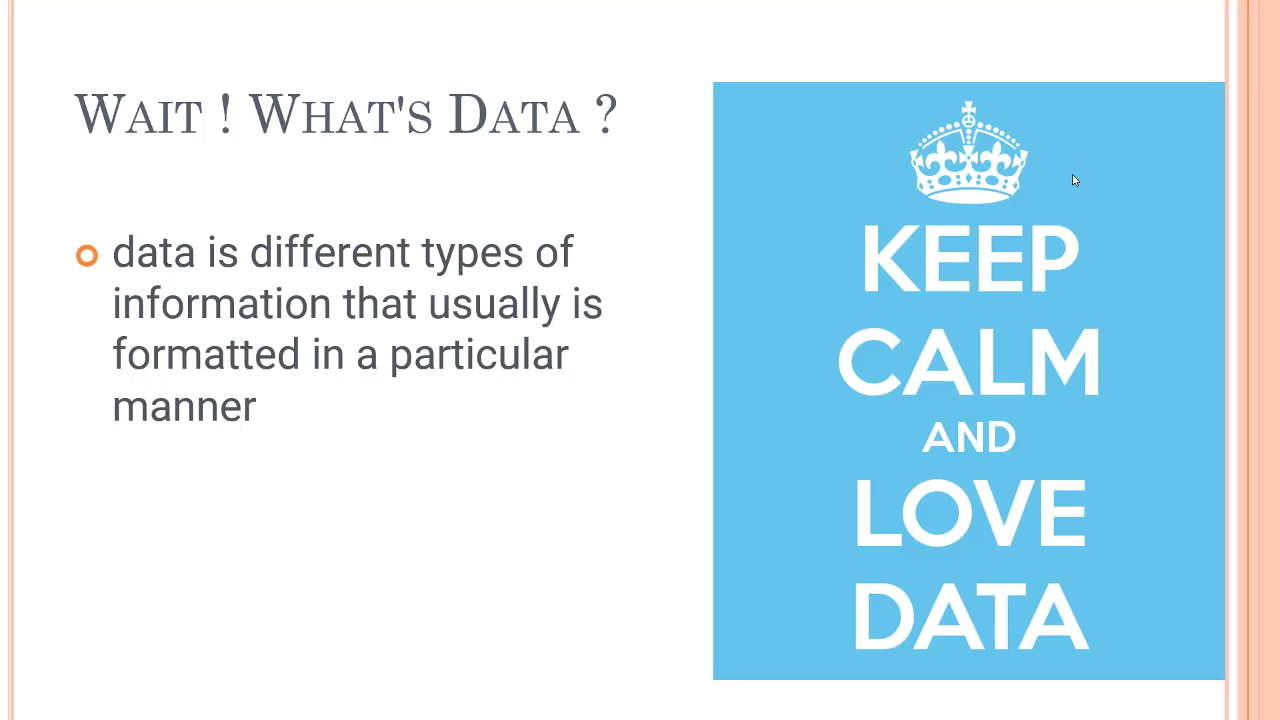 WAIT ! WHAT'S DATA ?
data is different types of
information that usually is
formatted in a particular
manner
KEEP
CALM
AND
LOVE
DATA